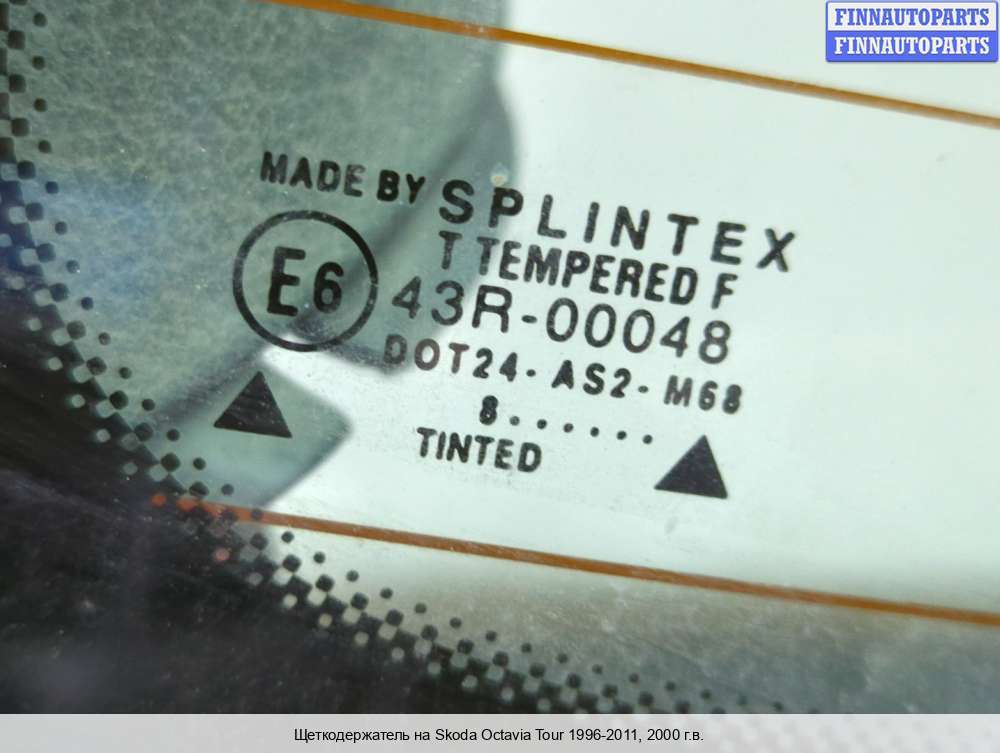 FINNAUTOPARTS
FINNAUTOPARTS
MADE BY SPLINTEX
T TEMPERED F
E6
43R-00048
DOT24-AS2-M68
8......
TINTED
Щеткодержатель на Skoda Octavia Tour 1996-2011, 2000 г.в.